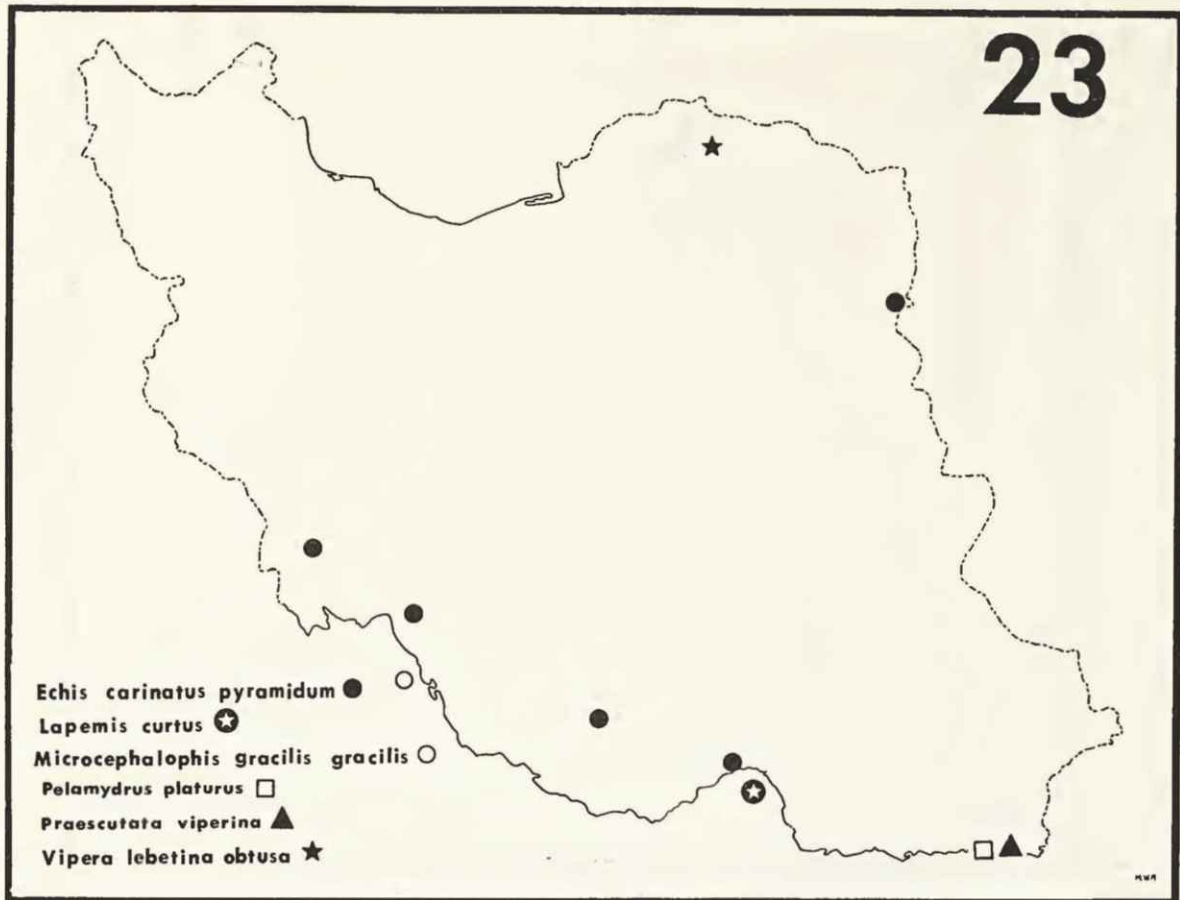 23
Echis carinatus pyramidum
Lapemis curtus
Microcephalophis gracilis gracilis
Pelamydrus platurus
Praescutata viperina
Vipera lebetina obtusa